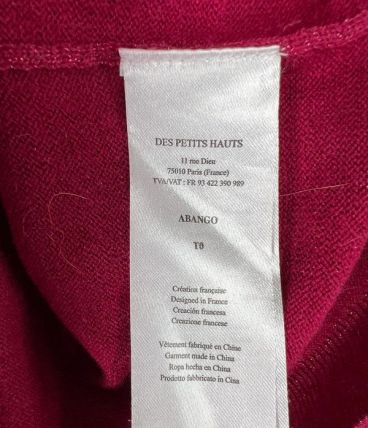 DES PETITS HAUTS
11 rue Dieu
75010 Paris (France)
TVA/VAT : FR 93 422 390 989
ABANGO
T0
Création française
Designed in France
Creación francesa
Creazione francese
Vêtement fabriqué en Chine
Garment made in China
Ropa hecha en China
Prodotto fabbricato in Cina